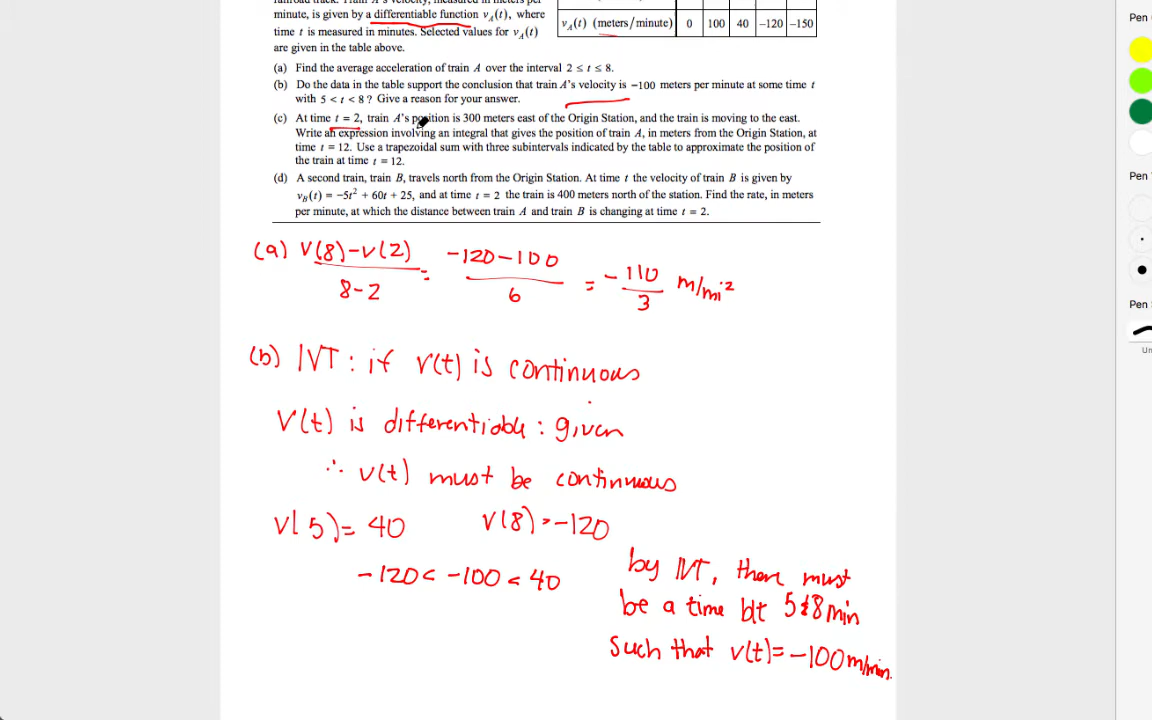 minute, is given by a differentiable function v_A(t), where
time t is measured in minutes. Selected values for v_A(t)
are given in the table above.
v_A(t) (meters/minute) 0 100 40 −120 −150
(a) Find the average acceleration of train A over the interval 2 ≤ t ≤ 8.
(b) Do the data in the table support the conclusion that train A's velocity is −100 meters per minute at some time t
with 5 < t < 8 ? Give a reason for your answer.
(c) At time t = 2, train A's position is 300 meters east of the Origin Station, and the train is moving to the east.
Write an expression involving an integral that gives the position of train A, in meters from the Origin Station, at
time t = 12. Use a trapezoidal sum with three subintervals indicated by the table to approximate the position of
the train at time t = 12.
(d) A second train, train B, travels north from the Origin Station. At time t the velocity of train B is given by
v_B(t) = −5t² + 60t + 25, and at time t = 2 the train is 400 meters north of the station. Find the rate, in meters
per minute, at which the distance between train A and train B is changing at time t = 2.
(a) V(8)-V(2) / 8-2 = -120-100 / 6 = -110/3 m/mi²
(b) IVT: if V(t) is continuous
V(t) is differentiable: given
∴ V(t) must be continuous
V(5)= 40 V(8)=-120
-120 < -100 < 40
by IVT, there must
be a time b/t 5&8 min
such that V(t)= -100 m/min.
Pen
Pen
Pen
Un